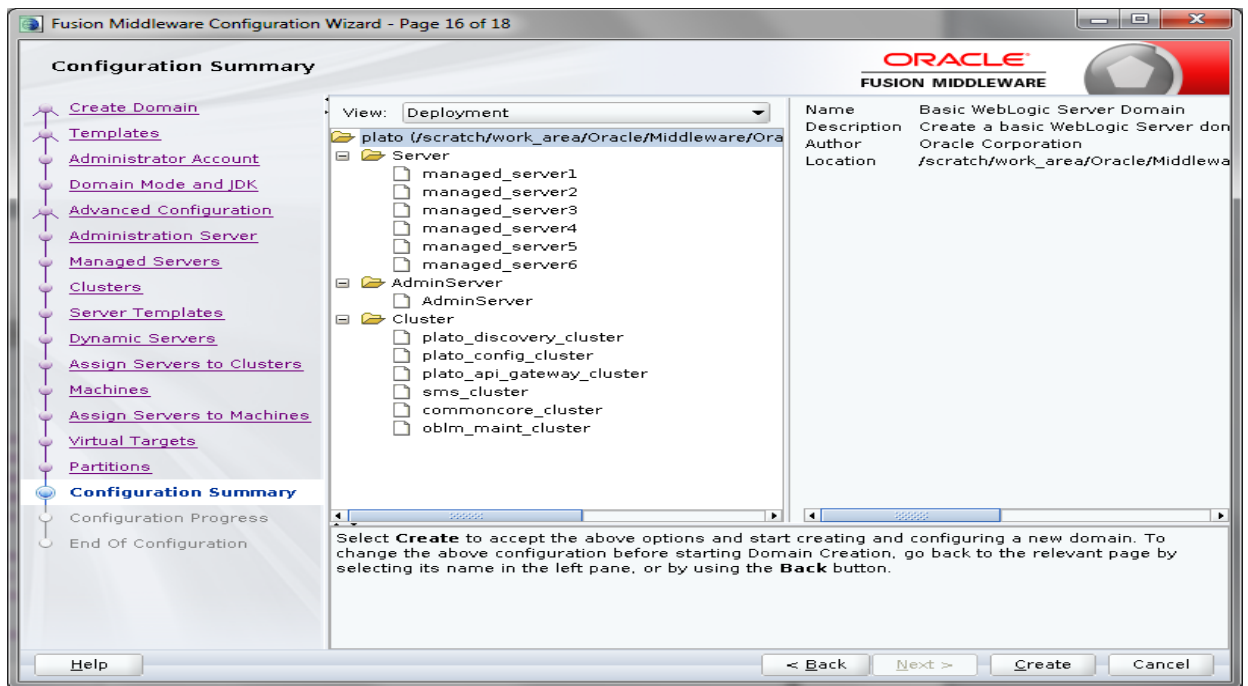 Fusion Middleware Configuration Wizard - Page 16 of 18
Configuration Summary
ORACLE
FUSION MIDDLEWARE
Create Domain
Templates
Administrator Account
Domain Mode and JDK
Advanced Configuration
Administration Server
Managed Servers
Clusters
Server Templates
Dynamic Servers
Assign Servers to Clusters
Machines
Assign Servers to Machines
Virtual Targets
Partitions
Configuration Summary
Configuration Progress
End Of Configuration
View: Deployment
plato (/scratch/work_area/Oracle/Middleware/Ora
Server
managed_server1
managed_server2
managed_server3
managed_server4
managed_server5
managed_server6
AdminServer
AdminServer
Cluster
plato_discovery_cluster
plato_config_cluster
plato_api_gateway_cluster
sms_cluster
commoncore_cluster
oblm_maint_cluster
Name Basic WebLogic Server Domain
Description Create a basic WebLogic Server don
Author Oracle Corporation
Location /scratch/work_area/Oracle/Middlewa
Select Create to accept the above options and start creating and configuring a new domain. To
change the above configuration before starting Domain Creation, go back to the relevant page by
selecting its name in the left pane, or by using the Back button.
Help
< Back
Next >
Create
Cancel